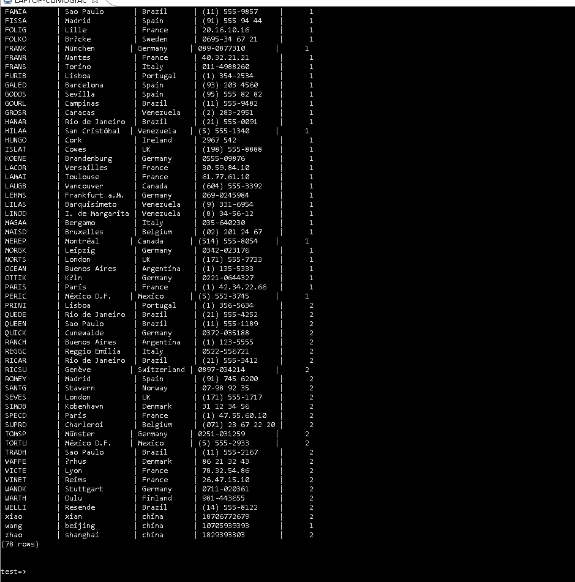 FAMIA | Sao Paulo | Brazil | (11) 555-9857 | 1
FISSA | Madrid | Spain | (91) 555 94 44 | 1
FOLIG | Lille | France | 20.16.10.16 | 1
FOLKO | Br?cke | Sweden | 0695-34 67 21 | 1
FRANK | München | Germany | 089-0877310 | 1
FRANR | Nantes | France | 40.32.21.21 | 1
FRANS | Torino | Italy | 011-4988260 | 1
FURIB | Lisboa | Portugal | (1) 354-2534 | 1
GALED | Barcelona | Spain | (93) 203 4560 | 1
GODOS | Sevilla | Spain | (95) 555 82 82 | 1
GOURL | Campinas | Brazil | (11) 555-9482 | 1
GROSR | Caracas | Venezuela | (2) 283-2951 | 1
HANAR | Rio de Janeiro | Brazil | (21) 555-0091 | 1
HILAA | San Cristóbal | Venezuela | (5) 555-1340 | 1
HUNGO | Cork | Ireland | 2967 542 | 1
ISLAT | Cowes | UK | (198) 555-8888 | 1
KOENE | Brandenburg | Germany | 0555-09876 | 1
LACOR | Versailles | France | 30.59.84.10 | 1
LAMAI | Toulouse | France | 61.77.61.10 | 1
LAUGB | Vancouver | Canada | (604) 555-3392 | 1
LEHMS | Frankfurt a.M. | Germany | 069-0245984 | 1
LILAS | Barquisimeto | Venezuela | (9) 331-6954 | 1
LINOD | I. de Margarita | Venezuela | (8) 34-56-12 | 1
MAGAA | Bergamo | Italy | 035-640230 | 1
MAISD | Bruxelles | Belgium | (02) 201 24 67 | 1
MEREP | Montréal | Canada | (514) 555-8054 | 1
MORGK | Leipzig | Germany | 0342-023176 | 1
NORTS | London | UK | (171) 555-7733 | 1
OCEAN | Buenos Aires | Argentina | (1) 135-5333 | 1
OTTIK | K?ln | Germany | 0221-0644327 | 1
PARIS | Paris | France | (1) 42.34.22.66 | 1
PERIC | México D.F. | Mexico | (5) 552-3745 | 1
PRINI | Lisboa | Portugal | (1) 356-5634 | 2
QUEDE | Rio de Janeiro | Brazil | (21) 555-4252 | 2
QUEEN | Sao Paulo | Brazil | (11) 555-1189 | 2
QUICK | Cunewalde | Germany | 0372-035188 | 2
RANCH | Buenos Aires | Argentina | (1) 123-5555 | 2
REGGC | Reggio Emilia | Italy | 0522-556721 | 2
RICAR | Rio de Janeiro | Brazil | (21) 555-3412 | 2
RICSU | Genève | Switzerland | 0897-034214 | 2
ROMEY | Madrid | Spain | (91) 745 6200 | 2
SANTG | Stavern | Norway | 07-98 92 35 | 2
SEVES | London | UK | (171) 555-1717 | 2
SIMOB | Kobenhavn | Denmark | 31 12 34 56 | 2
SPECD | Paris | France | (1) 47.55.60.10 | 2
SUPRD | Charleroi | Belgium | (071) 23 67 22 20 | 2
TOMSP | Münster | Germany | 0251-031259 | 2
TORTU | México D.F. | Mexico | (5) 555-2933 | 2
TRADH | Sao Paulo | Brazil | (11) 555-2167 | 2
VAFFE | ?rhus | Denmark | 86 21 32 43 | 2
VICTE | Lyon | France | 78.32.54.86 | 2
VINET | Reims | France | 26.47.15.10 | 2
WANDK | Stuttgart | Germany | 0711-020361 | 2
WARTH | Oulu | Finland | 981-443655 | 2
WELLI | Resende | Brazil | (14) 555-8122 | 2
xiao | xian | china | 18706772679 | 2
wang | beijing | china | 10705939393 | 1
zhao | shanghai | china | 1829393303 | 2
(78 rows)
test=>